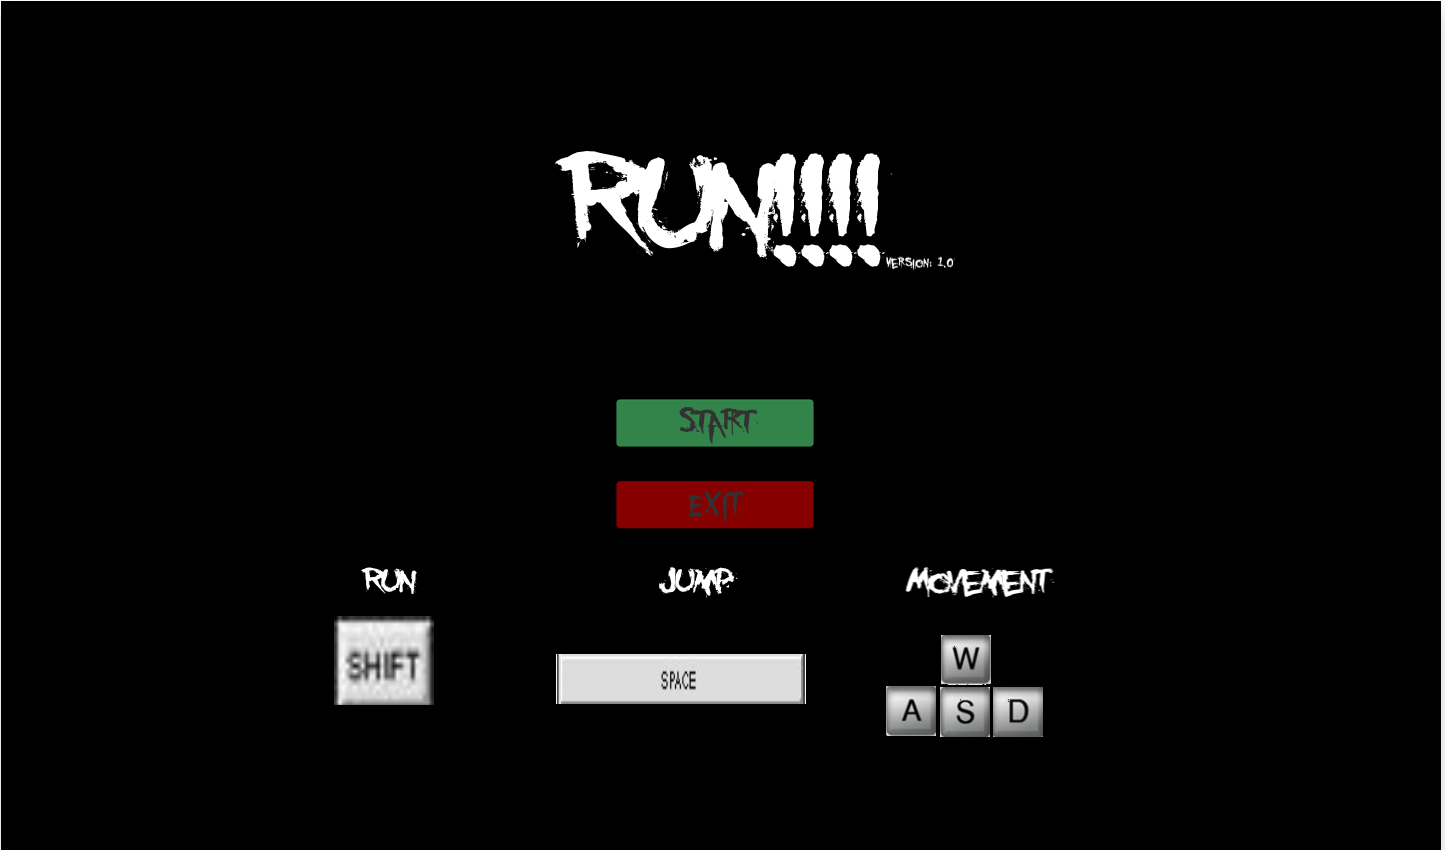 RUN!!!!
VERSION: 1.0
START
EXIT
RUN
JUMP
MOVEMENT
SHIFT
SPACE
W
A S D